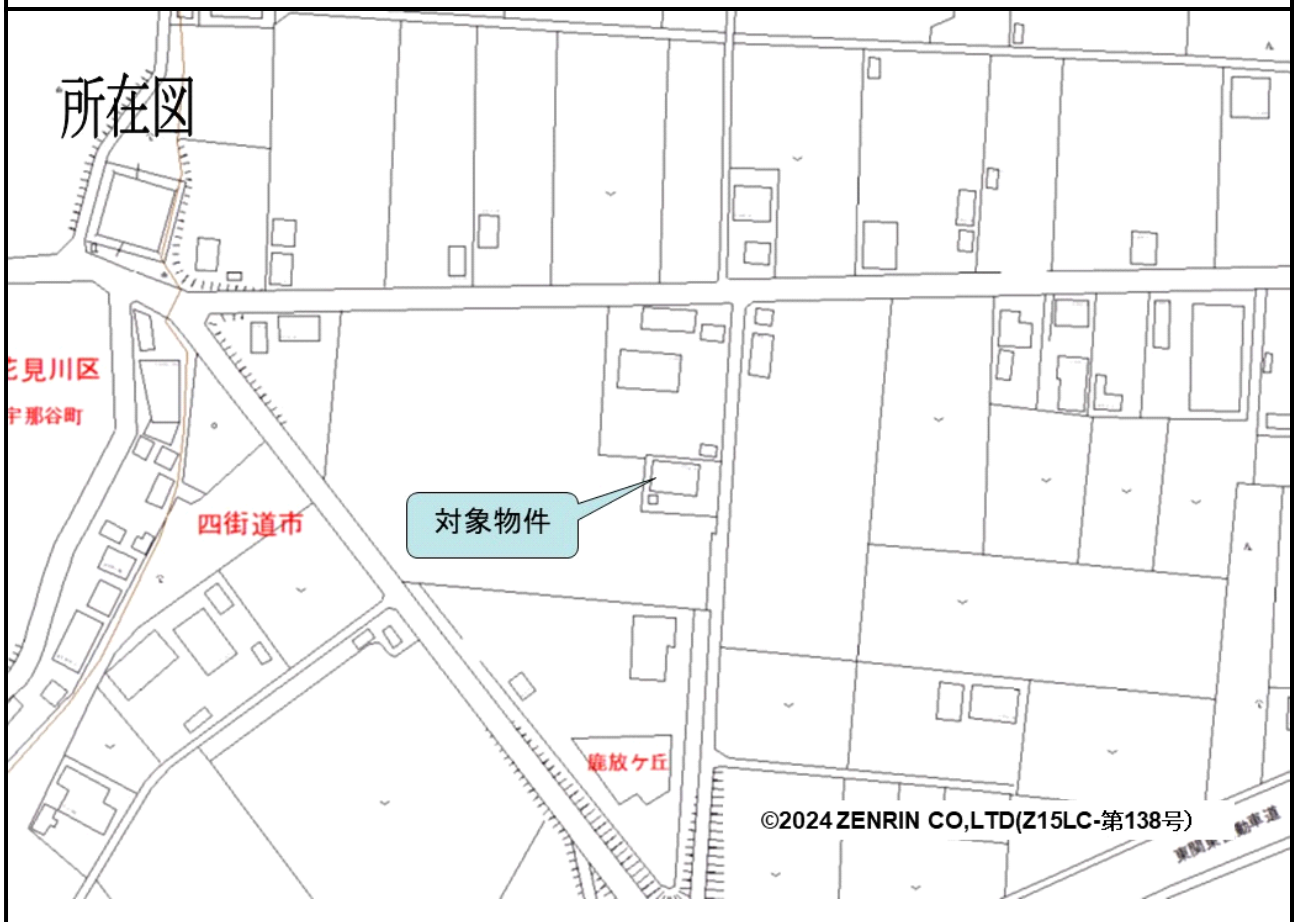 所在図
花見川区
宇那谷町
対象物件
四街道市
鹿放ケ丘
©2024 ZENRIN CO,LTD(Z15LC-第138号)
東関東
動車道